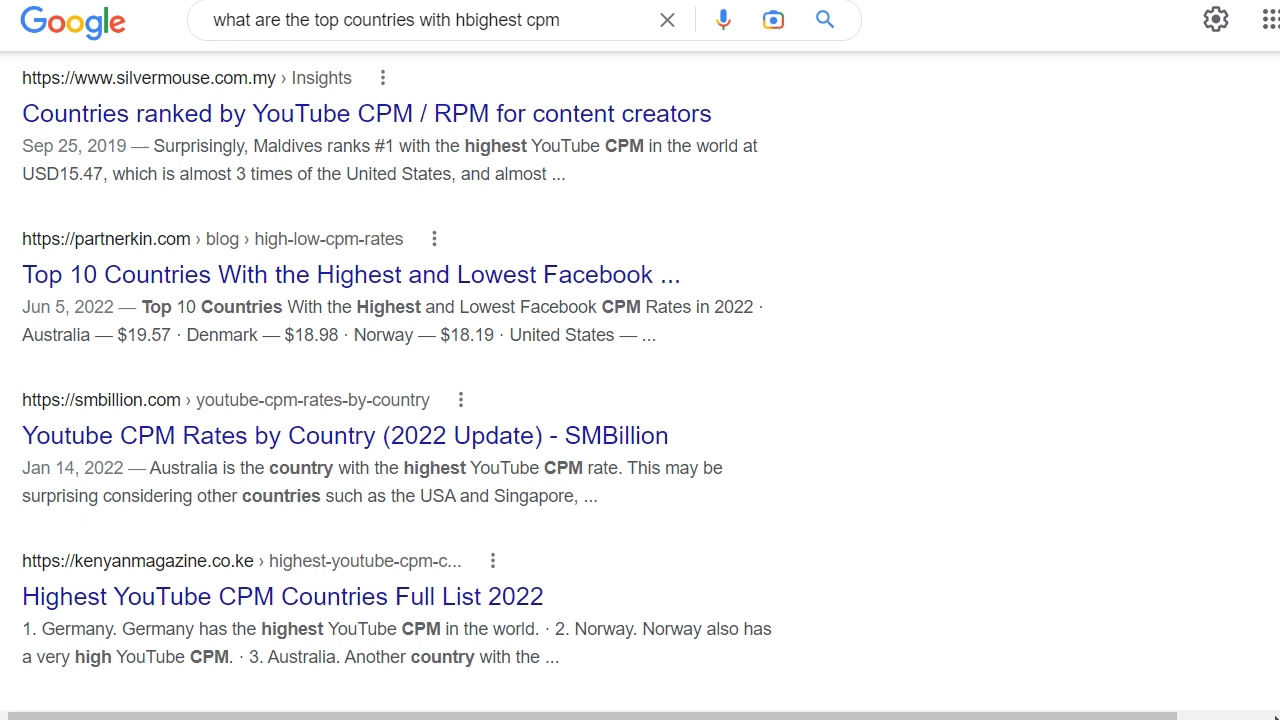 Google
what are the top countries with hbighest cpm
https://www.silvermouse.com.my › Insights
Countries ranked by YouTube CPM / RPM for content creators
Sep 25, 2019 — Surprisingly, Maldives ranks #1 with the highest YouTube CPM in the world at
USD15.47, which is almost 3 times of the United States, and almost ...
https://partnerkin.com › blog › high-low-cpm-rates
Top 10 Countries With the Highest and Lowest Facebook ...
Jun 5, 2022 — Top 10 Countries With the Highest and Lowest Facebook CPM Rates in 2022 ·
Australia — $19.57 · Denmark — $18.98 · Norway — $18.19 · United States — ...
https://smbillion.com › youtube-cpm-rates-by-country
Youtube CPM Rates by Country (2022 Update) - SMBillion
Jan 14, 2022 — Australia is the country with the highest YouTube CPM rate. This may be
surprising considering other countries such as the USA and Singapore, ...
https://kenyanmagazine.co.ke › highest-youtube-cpm-c...
Highest YouTube CPM Countries Full List 2022
1. Germany. Germany has the highest YouTube CPM in the world. · 2. Norway. Norway also has
a very high YouTube CPM. · 3. Australia. Another country with the ...